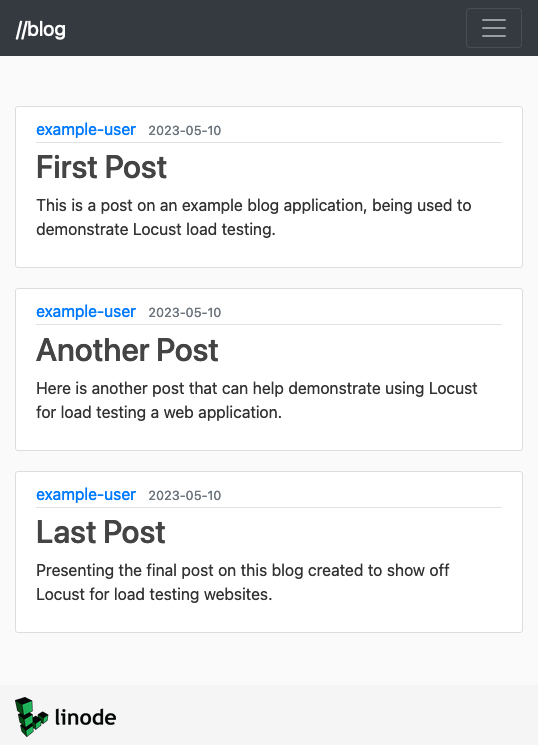 //blog
example-user 2023-05-10
First Post
This is a post on an example blog application, being used to
demonstrate Locust load testing.
example-user 2023-05-10
Another Post
Here is another post that can help demonstrate using Locust
for load testing a web application.
example-user 2023-05-10
Last Post
Presenting the final post on this blog created to show off
Locust for load testing websites.
linode